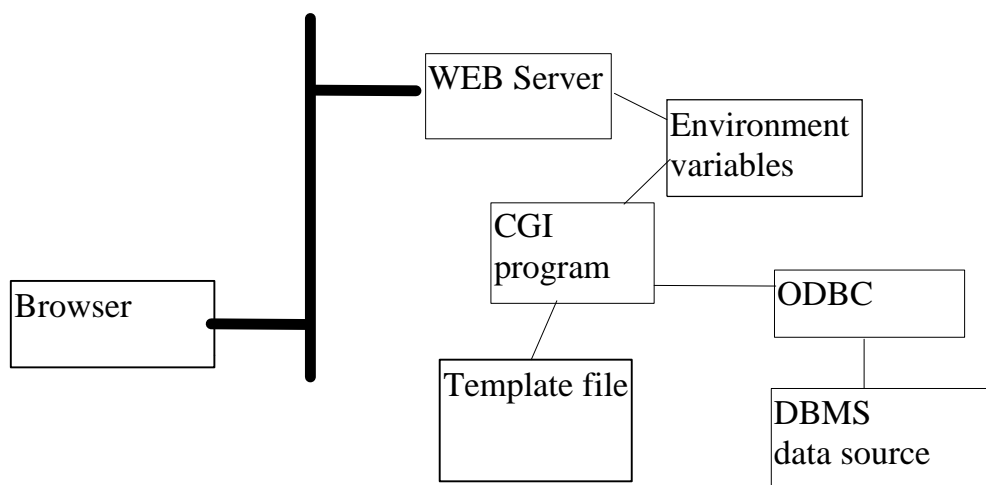 WEB Server
Environment
variables
CGI
program
Browser
ODBC
Template file
DBMS
data source